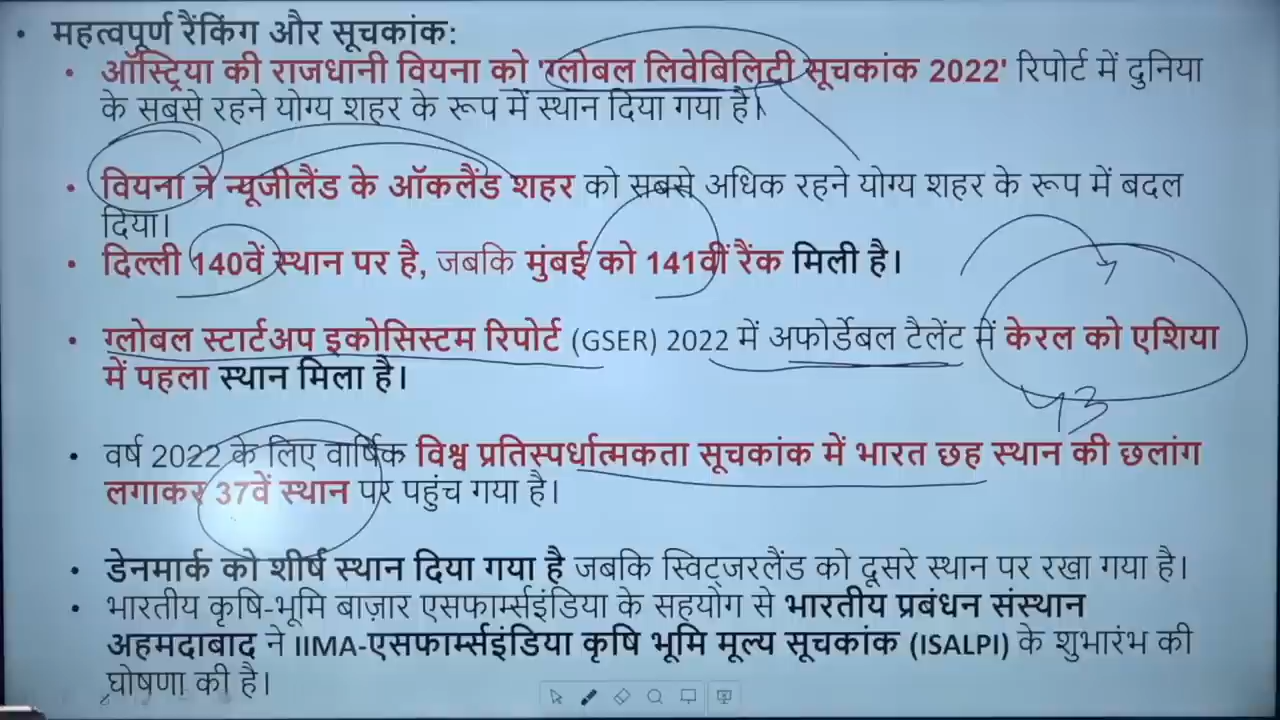 • महत्वपूर्ण रैंकिंग और सूचकांक:
• ऑस्ट्रिया की राजधानी वियना को 'ग्लोबल लिवेबिलिटी सूचकांक 2022' रिपोर्ट में दुनिया
के सबसे रहने योग्य शहर के रूप में स्थान दिया गया है।
• वियना ने न्यूजीलैंड के ऑकलैंड शहर को सबसे अधिक रहने योग्य शहर के रूप में बदल
दिया।
• दिल्ली 140वें स्थान पर है, जबकि मुंबई को 141वीं रैंक मिली है।
• ग्लोबल स्टार्टअप इकोसिस्टम रिपोर्ट (GSER) 2022 में अफोर्डेबल टैलेंट में केरल को एशिया
में पहला स्थान मिला है।
43
• वर्ष 2022 के लिए वार्षिक विश्व प्रतिस्पर्धात्मकता सूचकांक में भारत छह स्थान की छलांग
लगाकर 37वें स्थान पर पहुंच गया है।
• डेनमार्क को शीर्ष स्थान दिया गया है जबकि स्विट्जरलैंड को दूसरे स्थान पर रखा गया है।
• भारतीय कृषि-भूमि बाज़ार एसफार्म्सइंडिया के सहयोग से भारतीय प्रबंधन संस्थान
अहमदाबाद ने IIMA-एसफार्म्सइंडिया कृषि भूमि मूल्य सूचकांक (ISALPI) के शुभारंभ की
घोषणा की है।